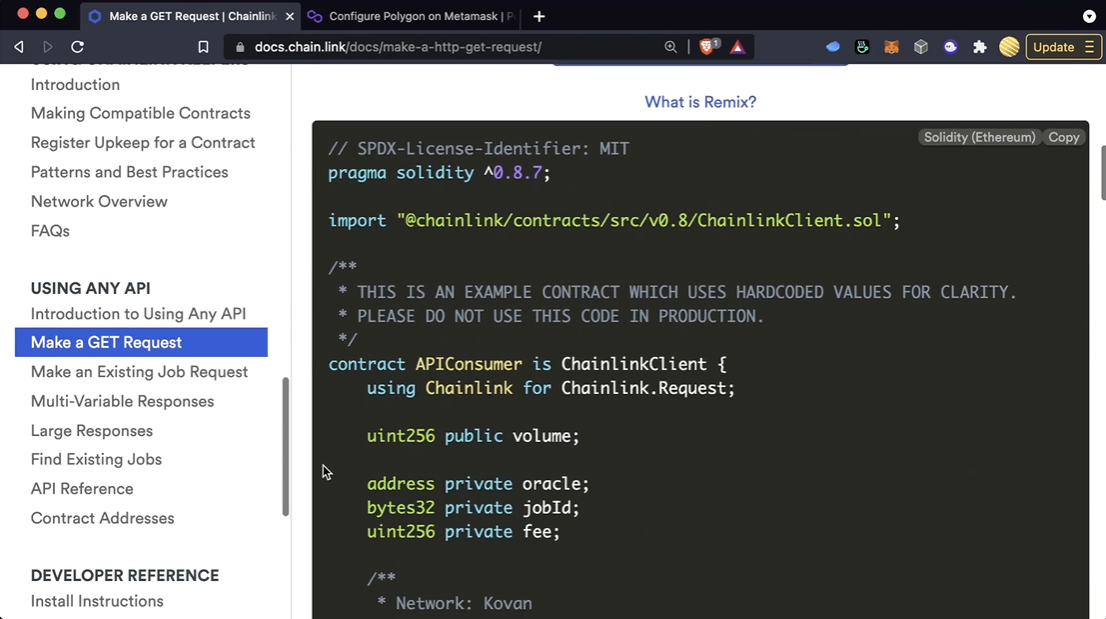 Make a GET Request | Chainlink
Configure Polygon on Metamask |
docs.chain.link/docs/make-a-http-get-request/
1
Update
Introduction
Making Compatible Contracts
Register Upkeep for a Contract
Patterns and Best Practices
Network Overview
FAQs
USING ANY API
Introduction to Using Any API
Make a GET Request
Make an Existing Job Request
Multi-Variable Responses
Large Responses
Find Existing Jobs
API Reference
Contract Addresses
DEVELOPER REFERENCE
Install Instructions
What is Remix?
Solidity (Ethereum) Copy
// SPDX-License-Identifier: MIT
pragma solidity ^0.8.7;
import "@chainlink/contracts/src/v0.8/ChainlinkClient.sol";
/**
* THIS IS AN EXAMPLE CONTRACT WHICH USES HARDCODED VALUES FOR CLARITY.
* PLEASE DO NOT USE THIS CODE IN PRODUCTION.
*/
contract APIConsumer is ChainlinkClient {
using Chainlink for Chainlink.Request;
uint256 public volume;
address private oracle;
bytes32 private jobId;
uint256 private fee;
/**
* Network: Kovan